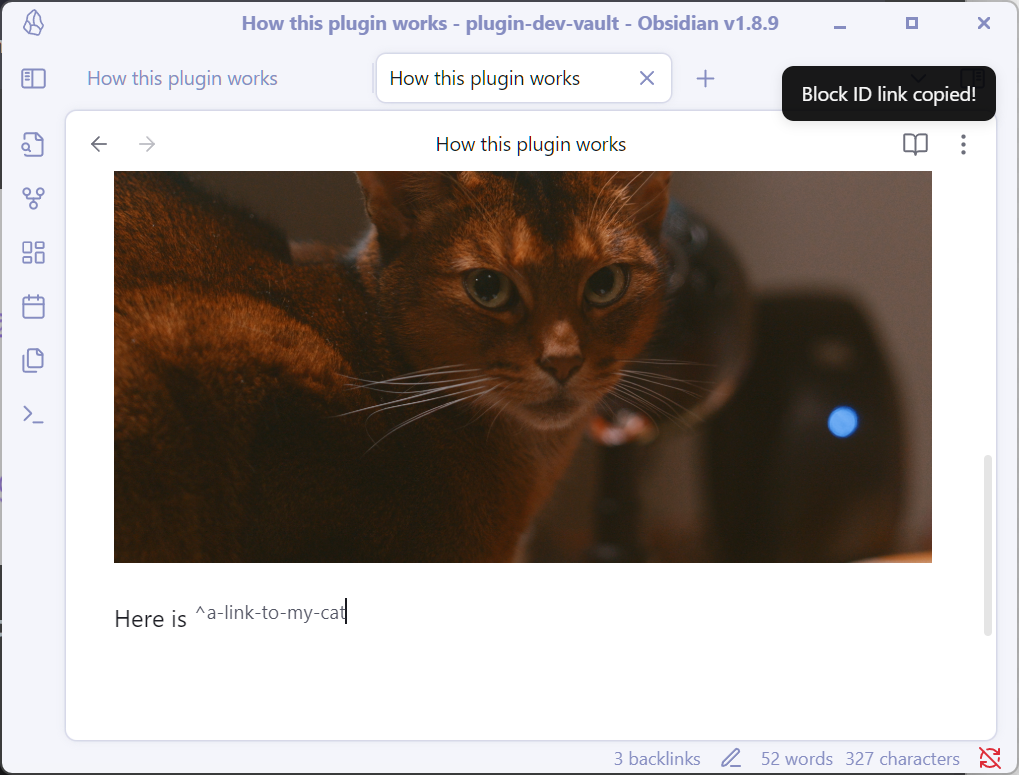 How this plugin works - plugin-dev-vault - Obsidian v1.8.9
How this plugin works
How this plugin works
Block ID link copied!
How this plugin works
Here is ^a-link-to-my-cat
3 backlinks 52 words 327 characters